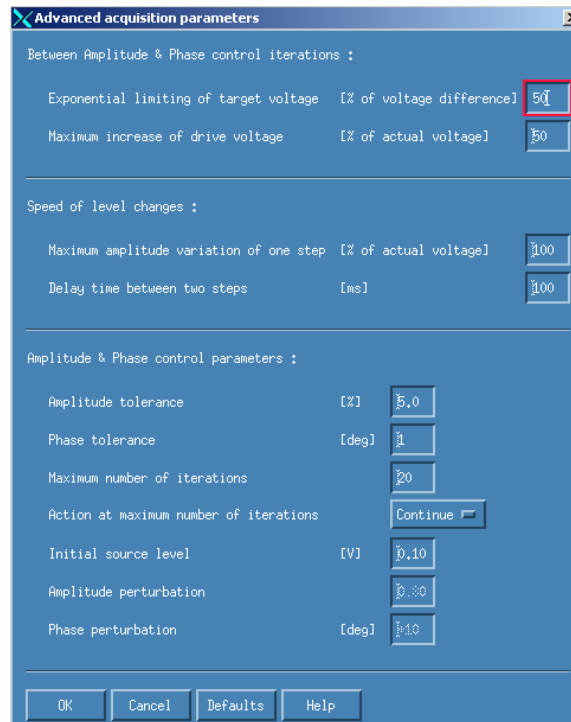 Advanced acquisition parameters
Between Amplitude & Phase control iterations :
Exponential limiting of target voltage [% of voltage difference] 50
Maximum increase of drive voltage [% of actual voltage] 50
Speed of level changes :
Maximum amplitude variation of one step [% of actual voltage] 100
Delay time between two steps [ms] 100
Amplitude & Phase control parameters :
Amplitude tolerance [%] 5.0
Phase tolerance [deg] 1
Maximum number of iterations 20
Action at maximum number of iterations Continue
Initial source level [V] 0.10
Amplitude perturbation
Phase perturbation [deg]
OK Cancel Defaults Help